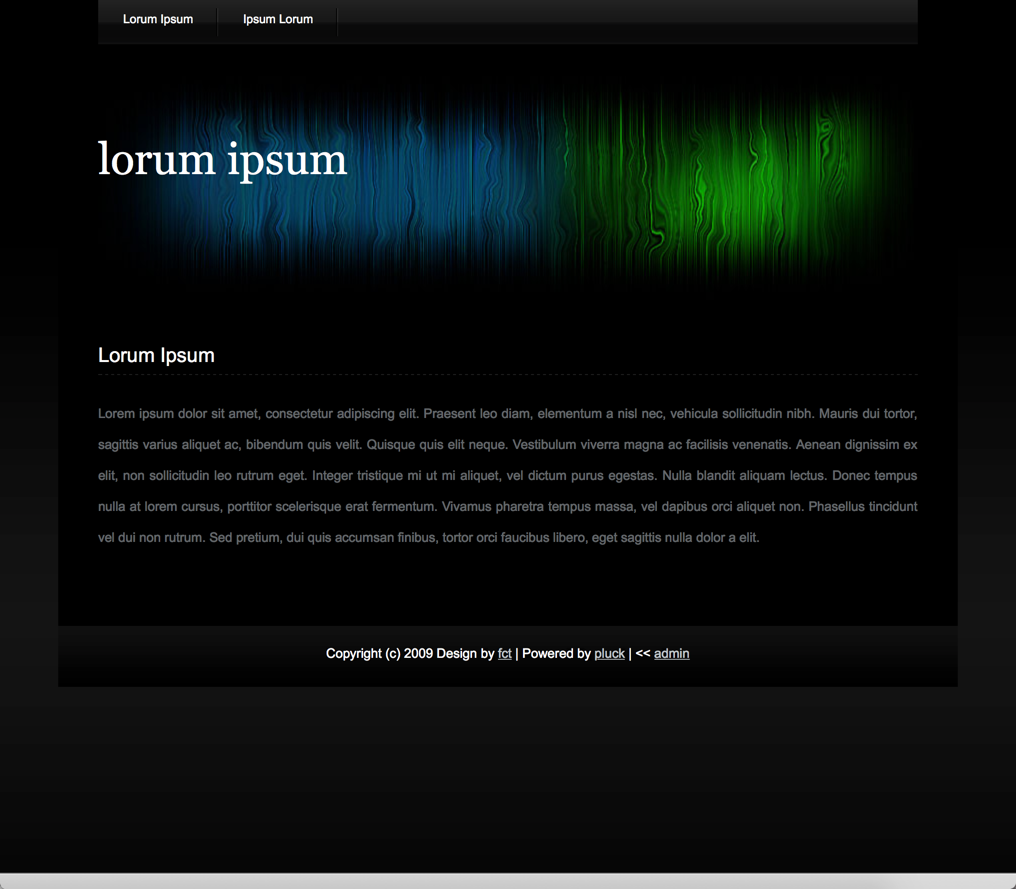 Lorum Ipsum
Ipsum Lorum
lorum ipsum
Lorum Ipsum
Lorem ipsum dolor sit amet, consectetur adipiscing elit. Praesent leo diam, elementum a nisl nec, vehicula sollicitudin nibh. Mauris dui tortor,
sagittis varius aliquet ac, bibendum quis velit. Quisque quis elit neque. Vestibulum viverra magna ac facilisis venenatis. Aenean dignissim ex
elit, non sollicitudin leo rutrum eget. Integer tristique mi ut mi aliquet, vel dictum purus egestas. Nulla blandit aliquam lectus. Donec tempus
nulla at lorem cursus, porttitor scelerisque erat fermentum. Vivamus pharetra tempus massa, vel dapibus orci aliquet non. Phasellus tincidunt
vel dui non rutrum. Sed pretium, dui quis accumsan finibus, tortor orci faucibus libero, eget sagittis nulla dolor a elit.
Copyright (c) 2009 Design by fct | Powered by pluck | << admin